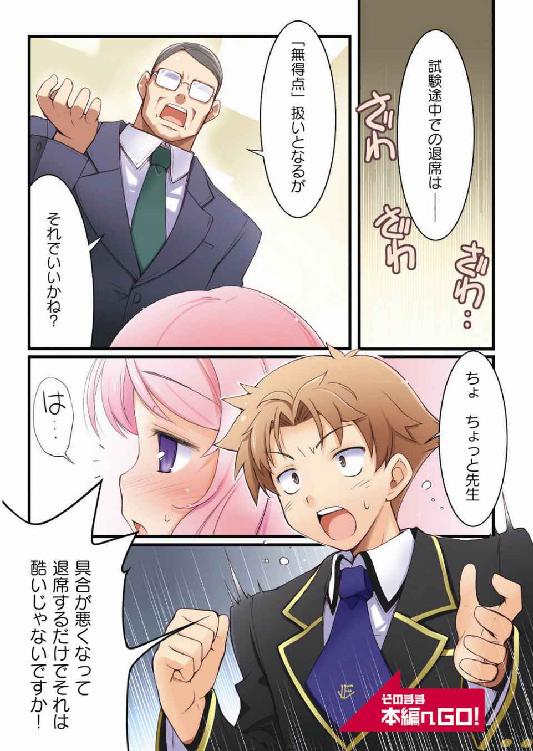 試験途中での退席は――
ざわ
ざわ
ざわ‥
「無得点」扱いとなるが
それでいいかね？
ちょ ちょっと先生
は…
具合が悪くなって
退席するだけでそれは
酷いじゃないですか！
そのまま
本編へGO!